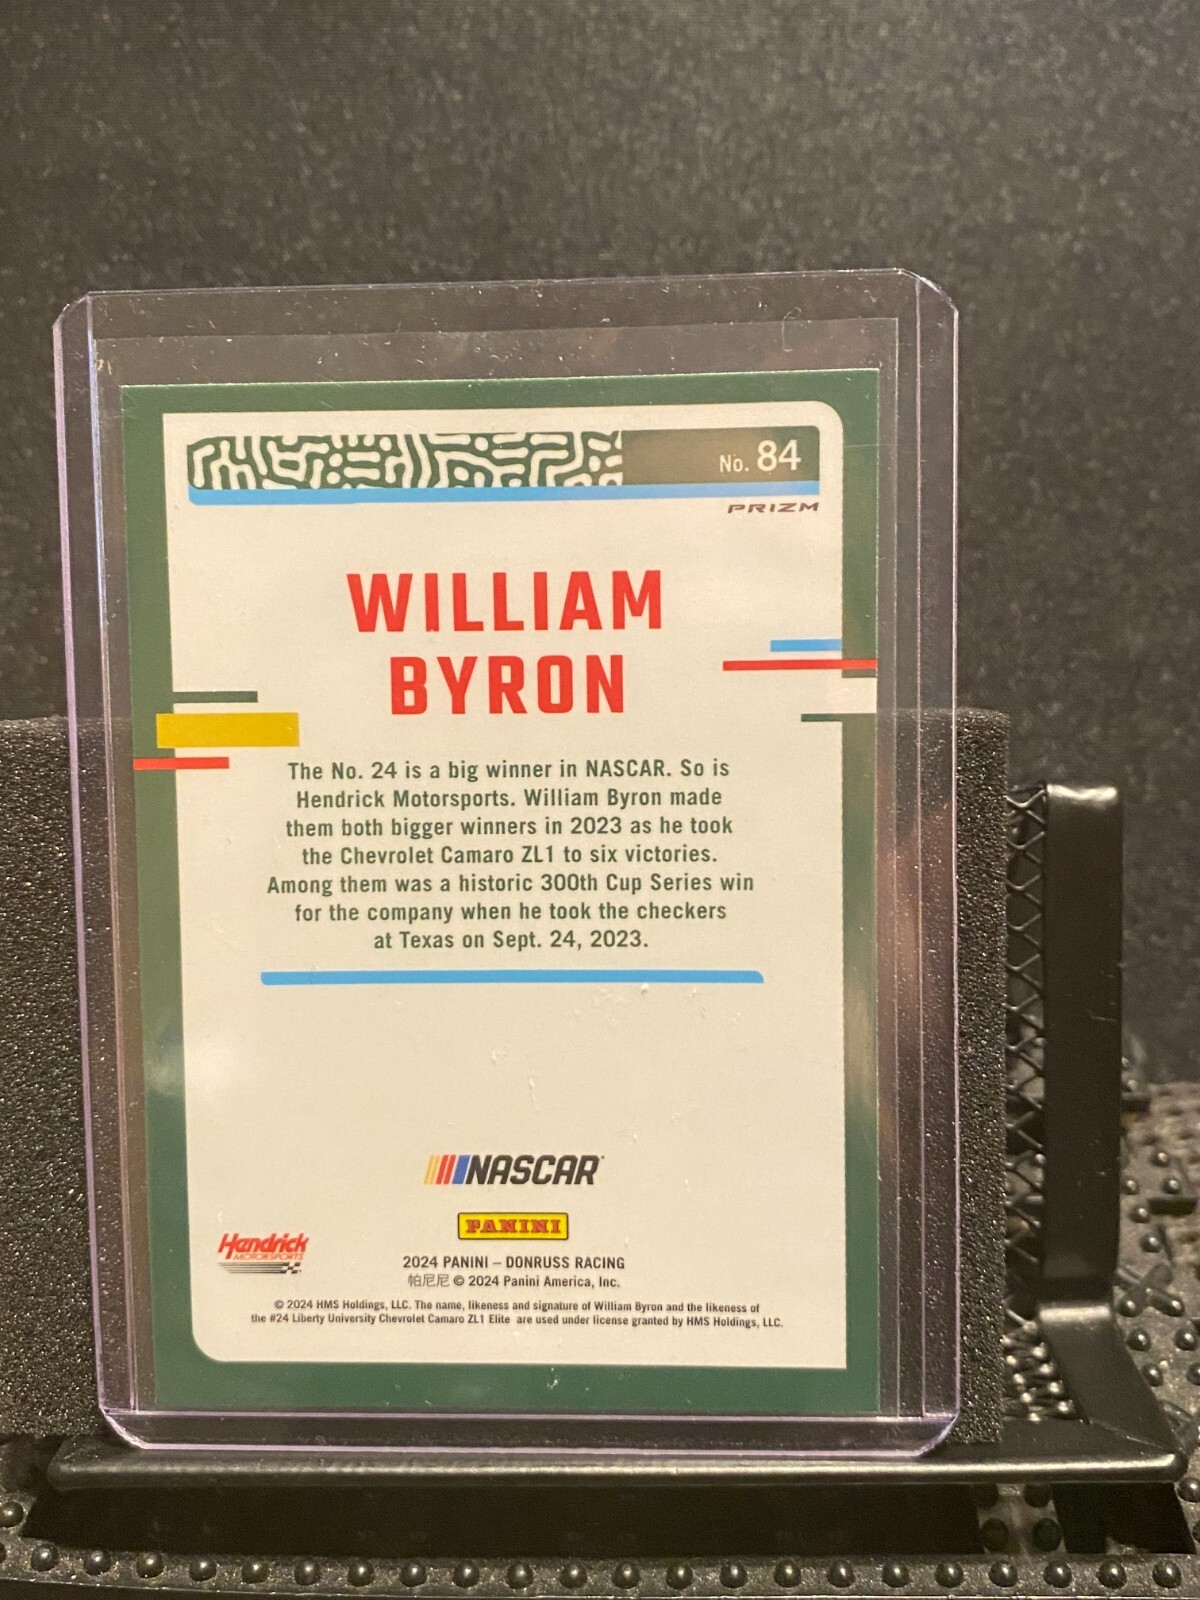 No. 84
PRIZM
WILLIAM
BYRON
The No. 24 is a big winner in NASCAR. So is
Hendrick Motorsports. William Byron made
them both bigger winners in 2023 as he took
the Chevrolet Camaro ZL1 to six victories.
Among them was a historic 300th Cup Series win
for the company when he took the checkers
at Texas on Sept. 24, 2023.
NASCAR
PANINI
Hendrick
MOTORSPORTS
2024 PANINI – DONRUSS RACING
帕尼尼 © 2024 Panini America, Inc.
© 2024 HMS Holdings, LLC. The name, likeness and signature of William Byron and the likeness of
the #24 Liberty University Chevrolet Camaro ZL1 Elite are used under license granted by HMS Holdings, LLC.